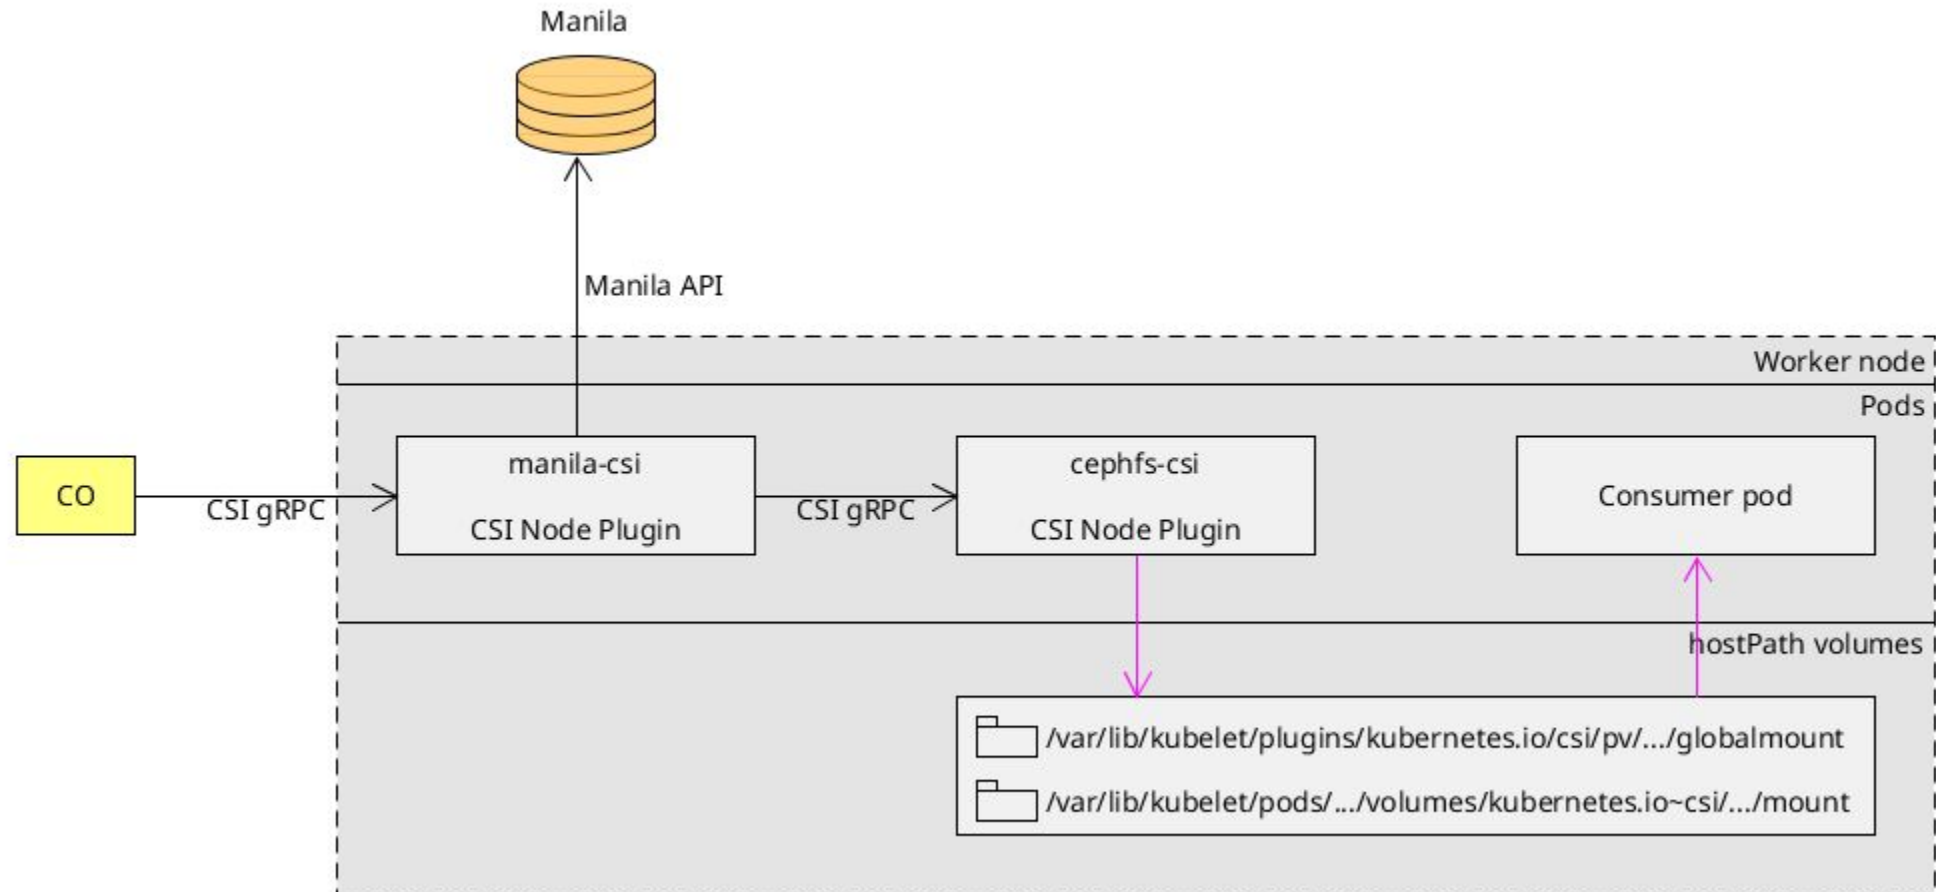 Manila
Manila API
Worker node
Pods
CO
CSI gRPC
manila-csi
CSI Node Plugin
CSI gRPC
cephfs-csi
CSI Node Plugin
Consumer pod
hostPath volumes
/var/lib/kubelet/plugins/kubernetes.io/csi/pv/.../globalmount
/var/lib/kubelet/pods/.../volumes/kubernetes.io~csi/.../mount